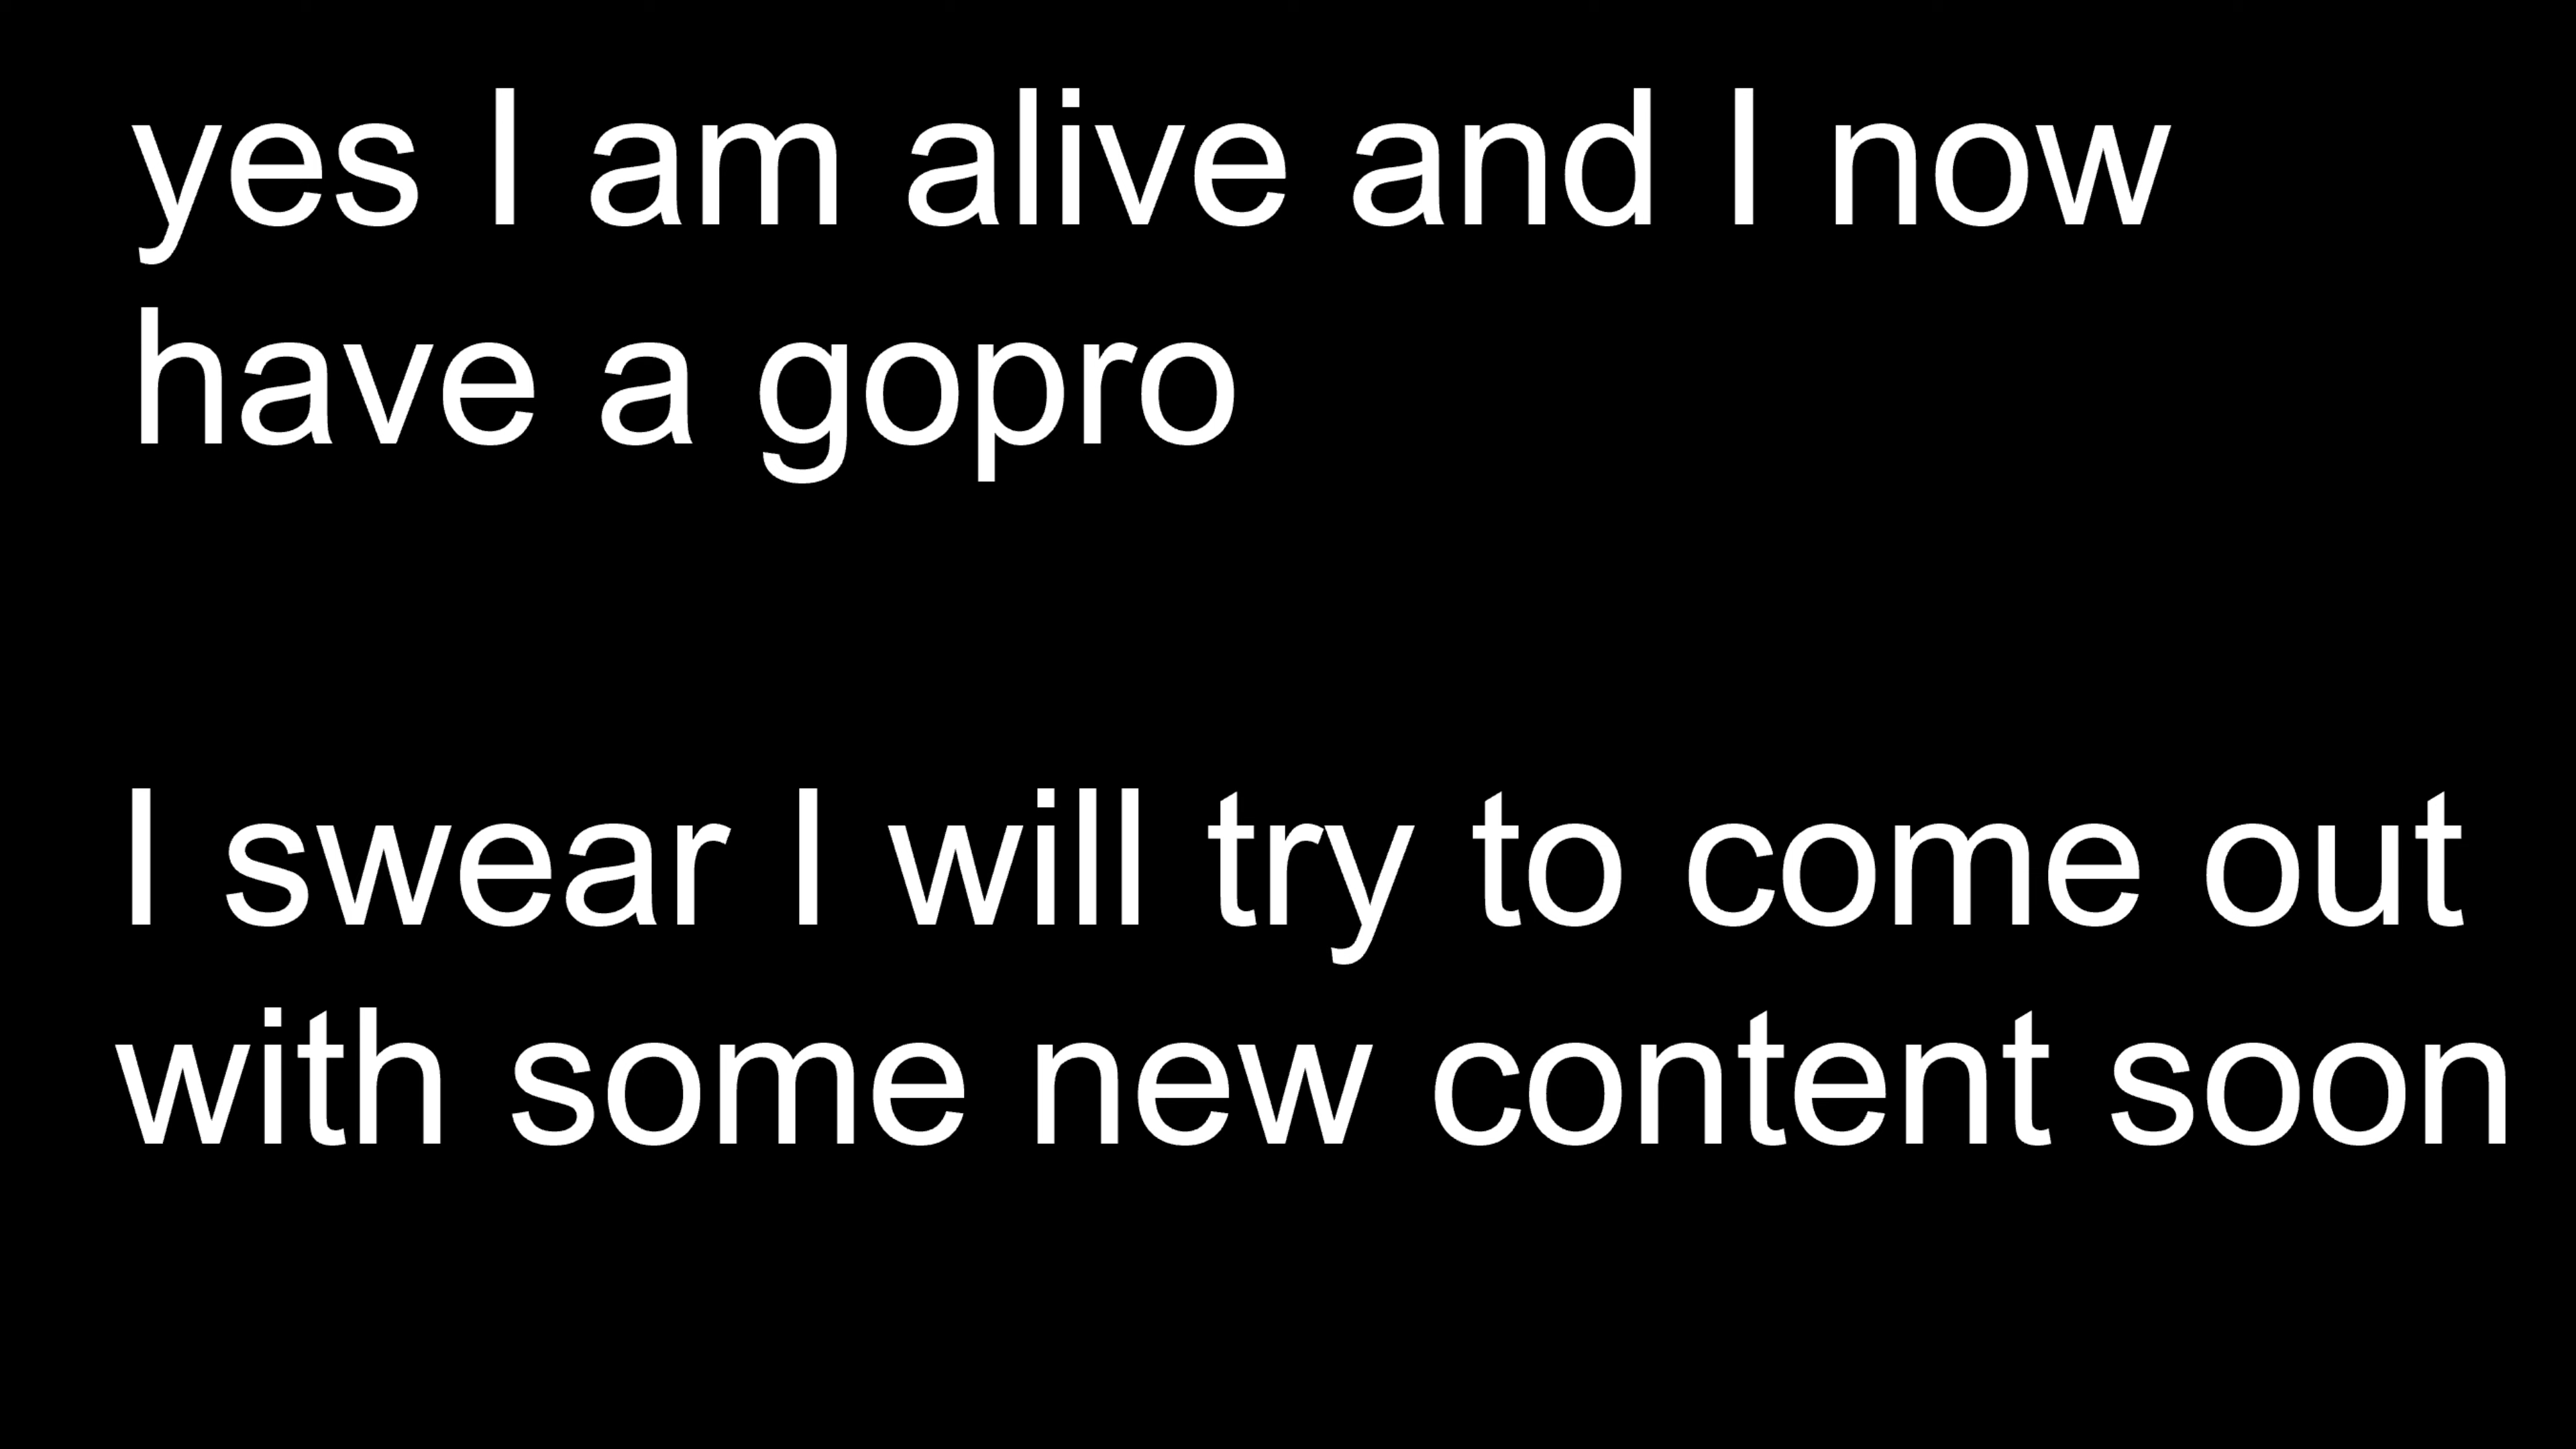 yes I am alive and I now
have a gopro
I swear I will try to come out
with some new content soon